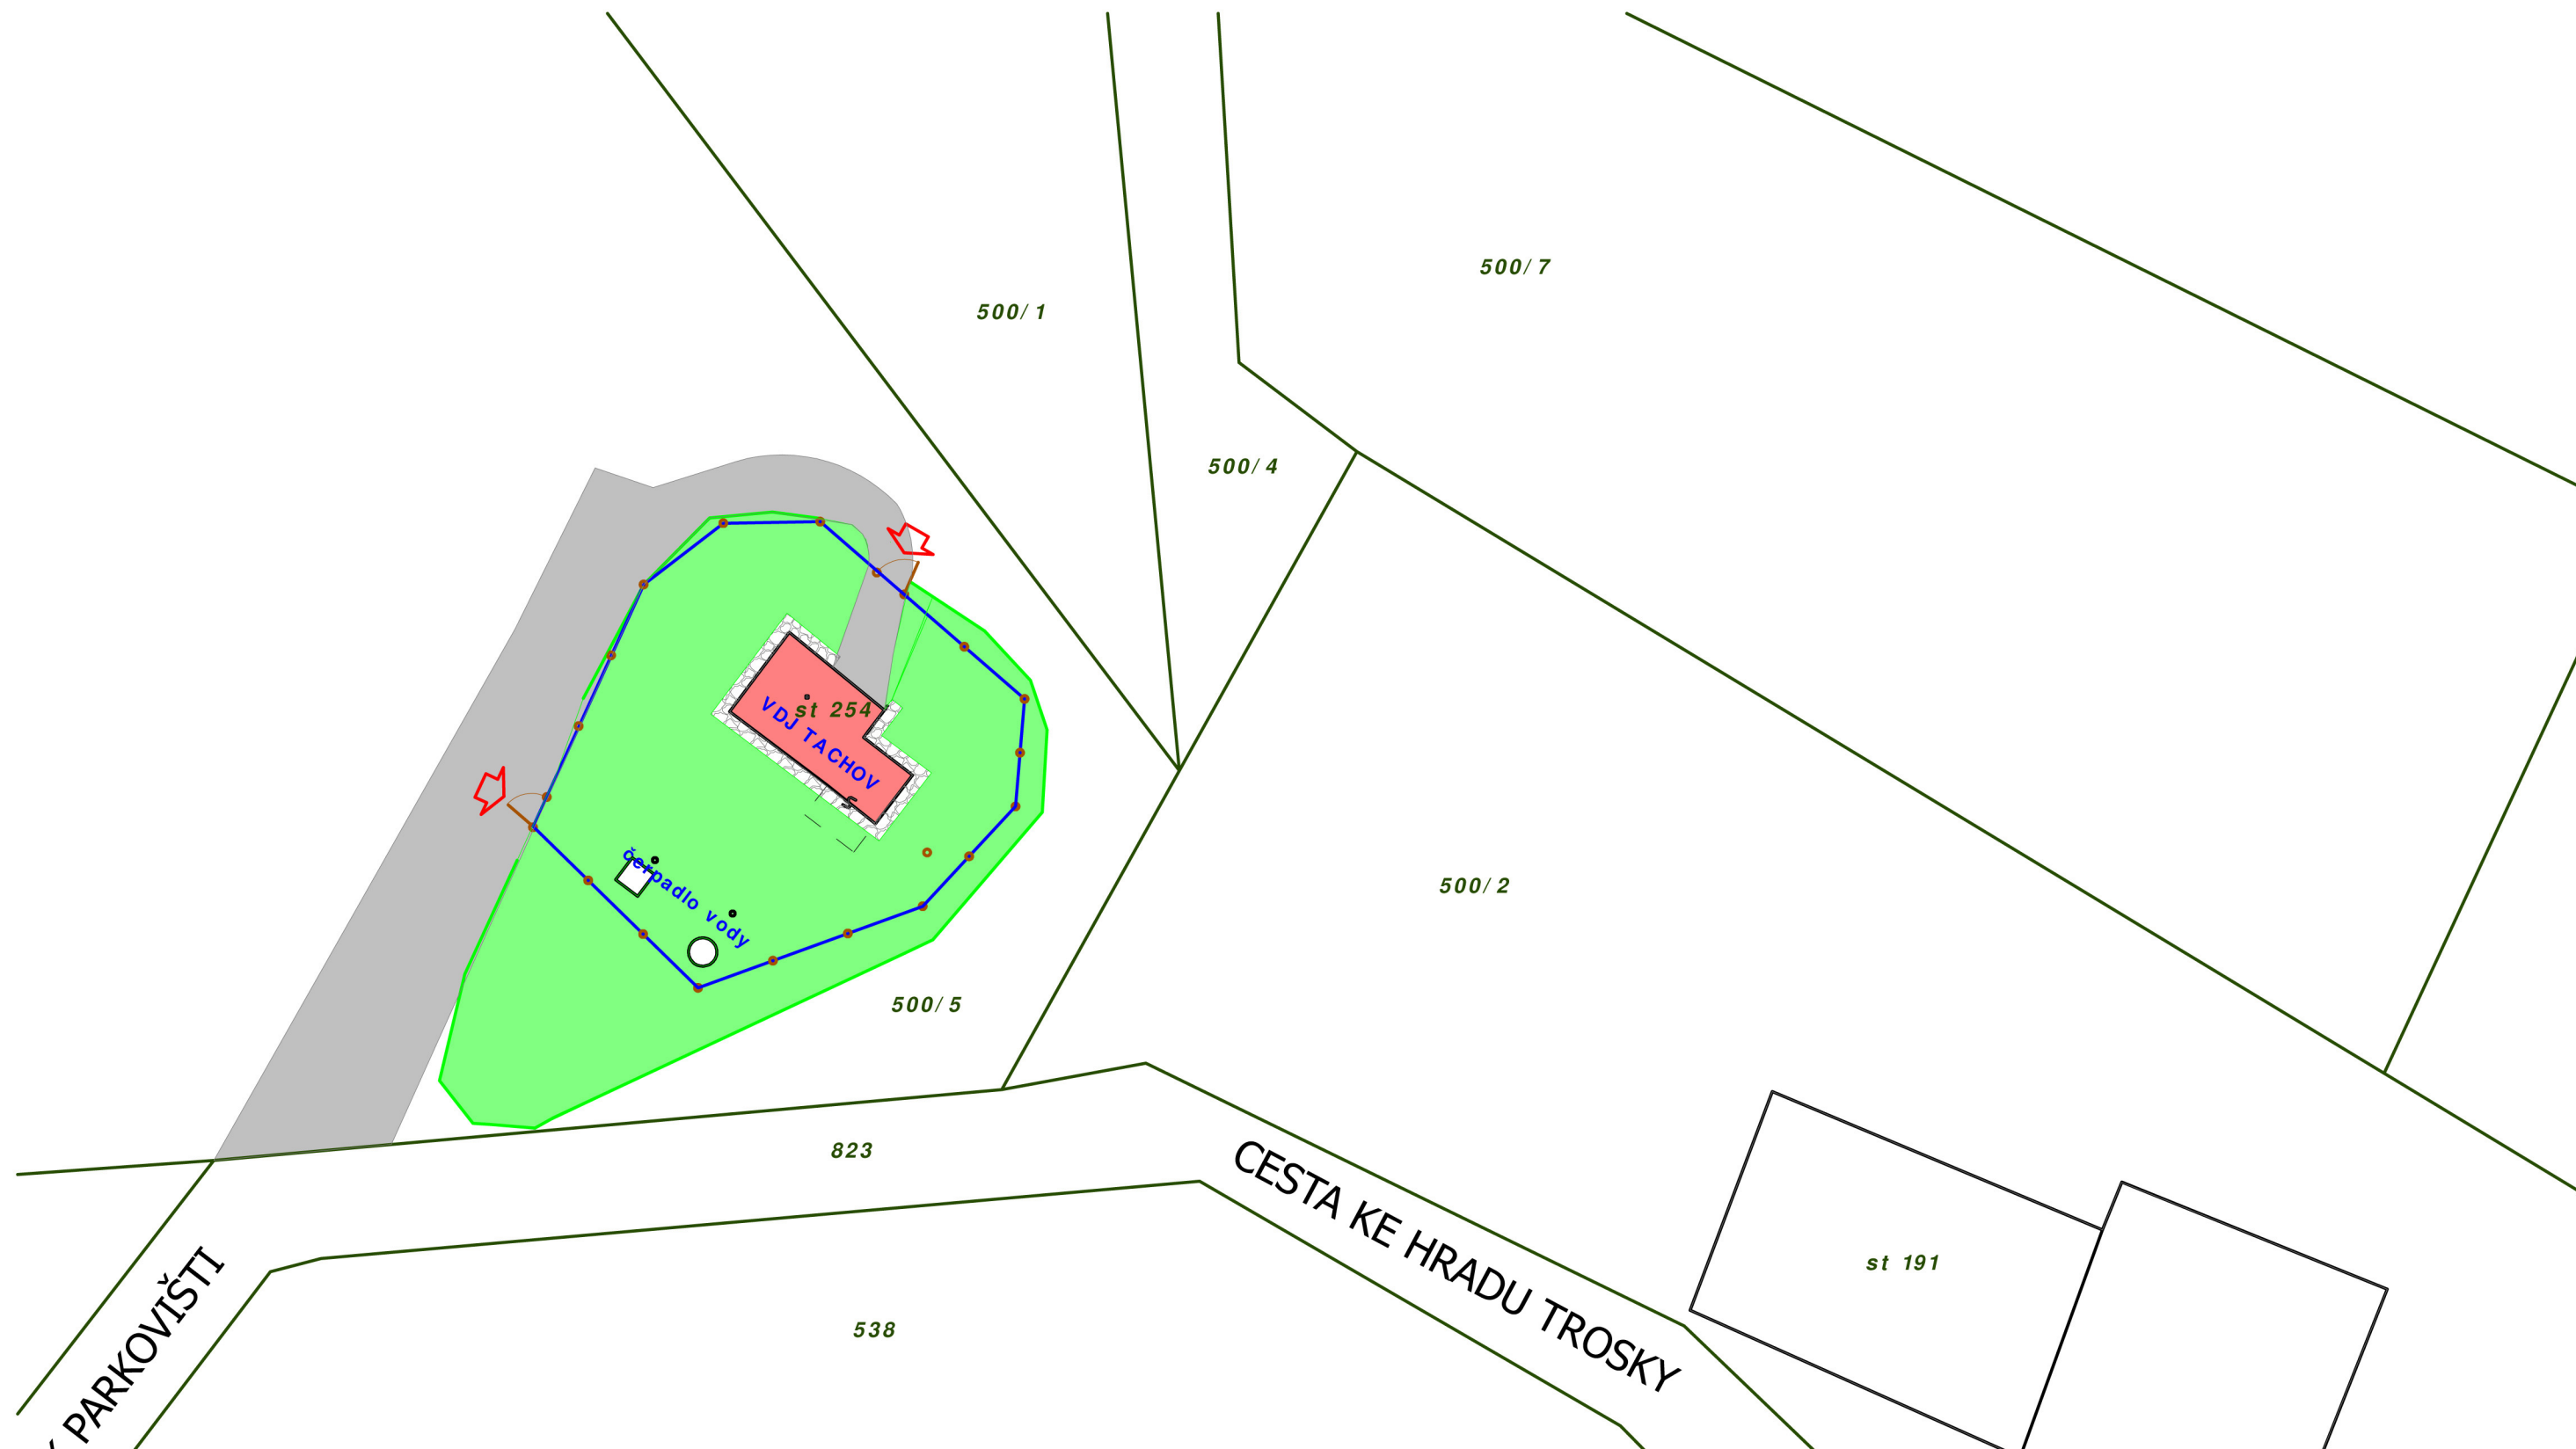 500/7
500/1
500/4
st 254
VDJ TACHOV
čerpadlo vody
500/2
500/5
823
CESTA KE HRADU TROSKY
st 191
K PARKOVIŠTI
538